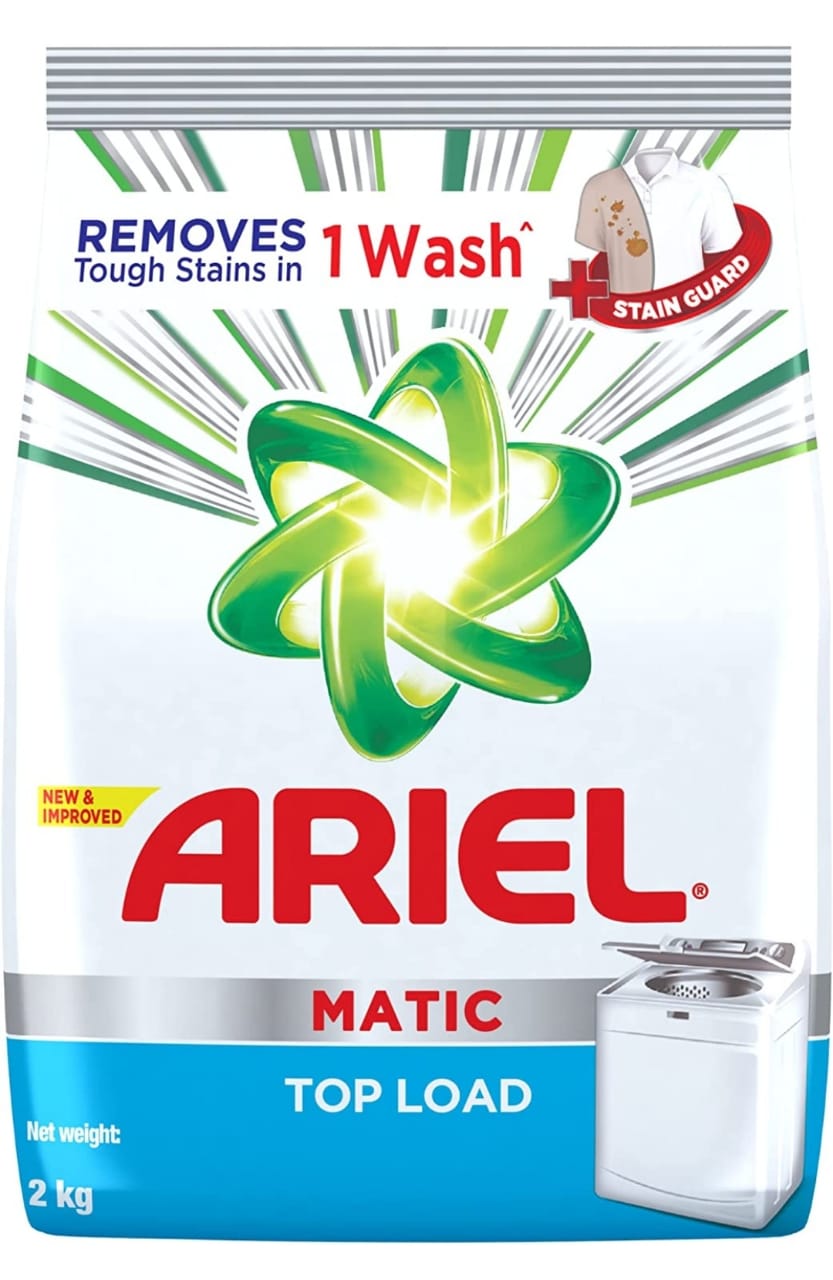 REMOVES
Tough Stains in
1 Wash^
STAIN GUARD
NEW &
IMPROVED
ARIEL®
MATIC
TOP LOAD
Net weight:
2 kg